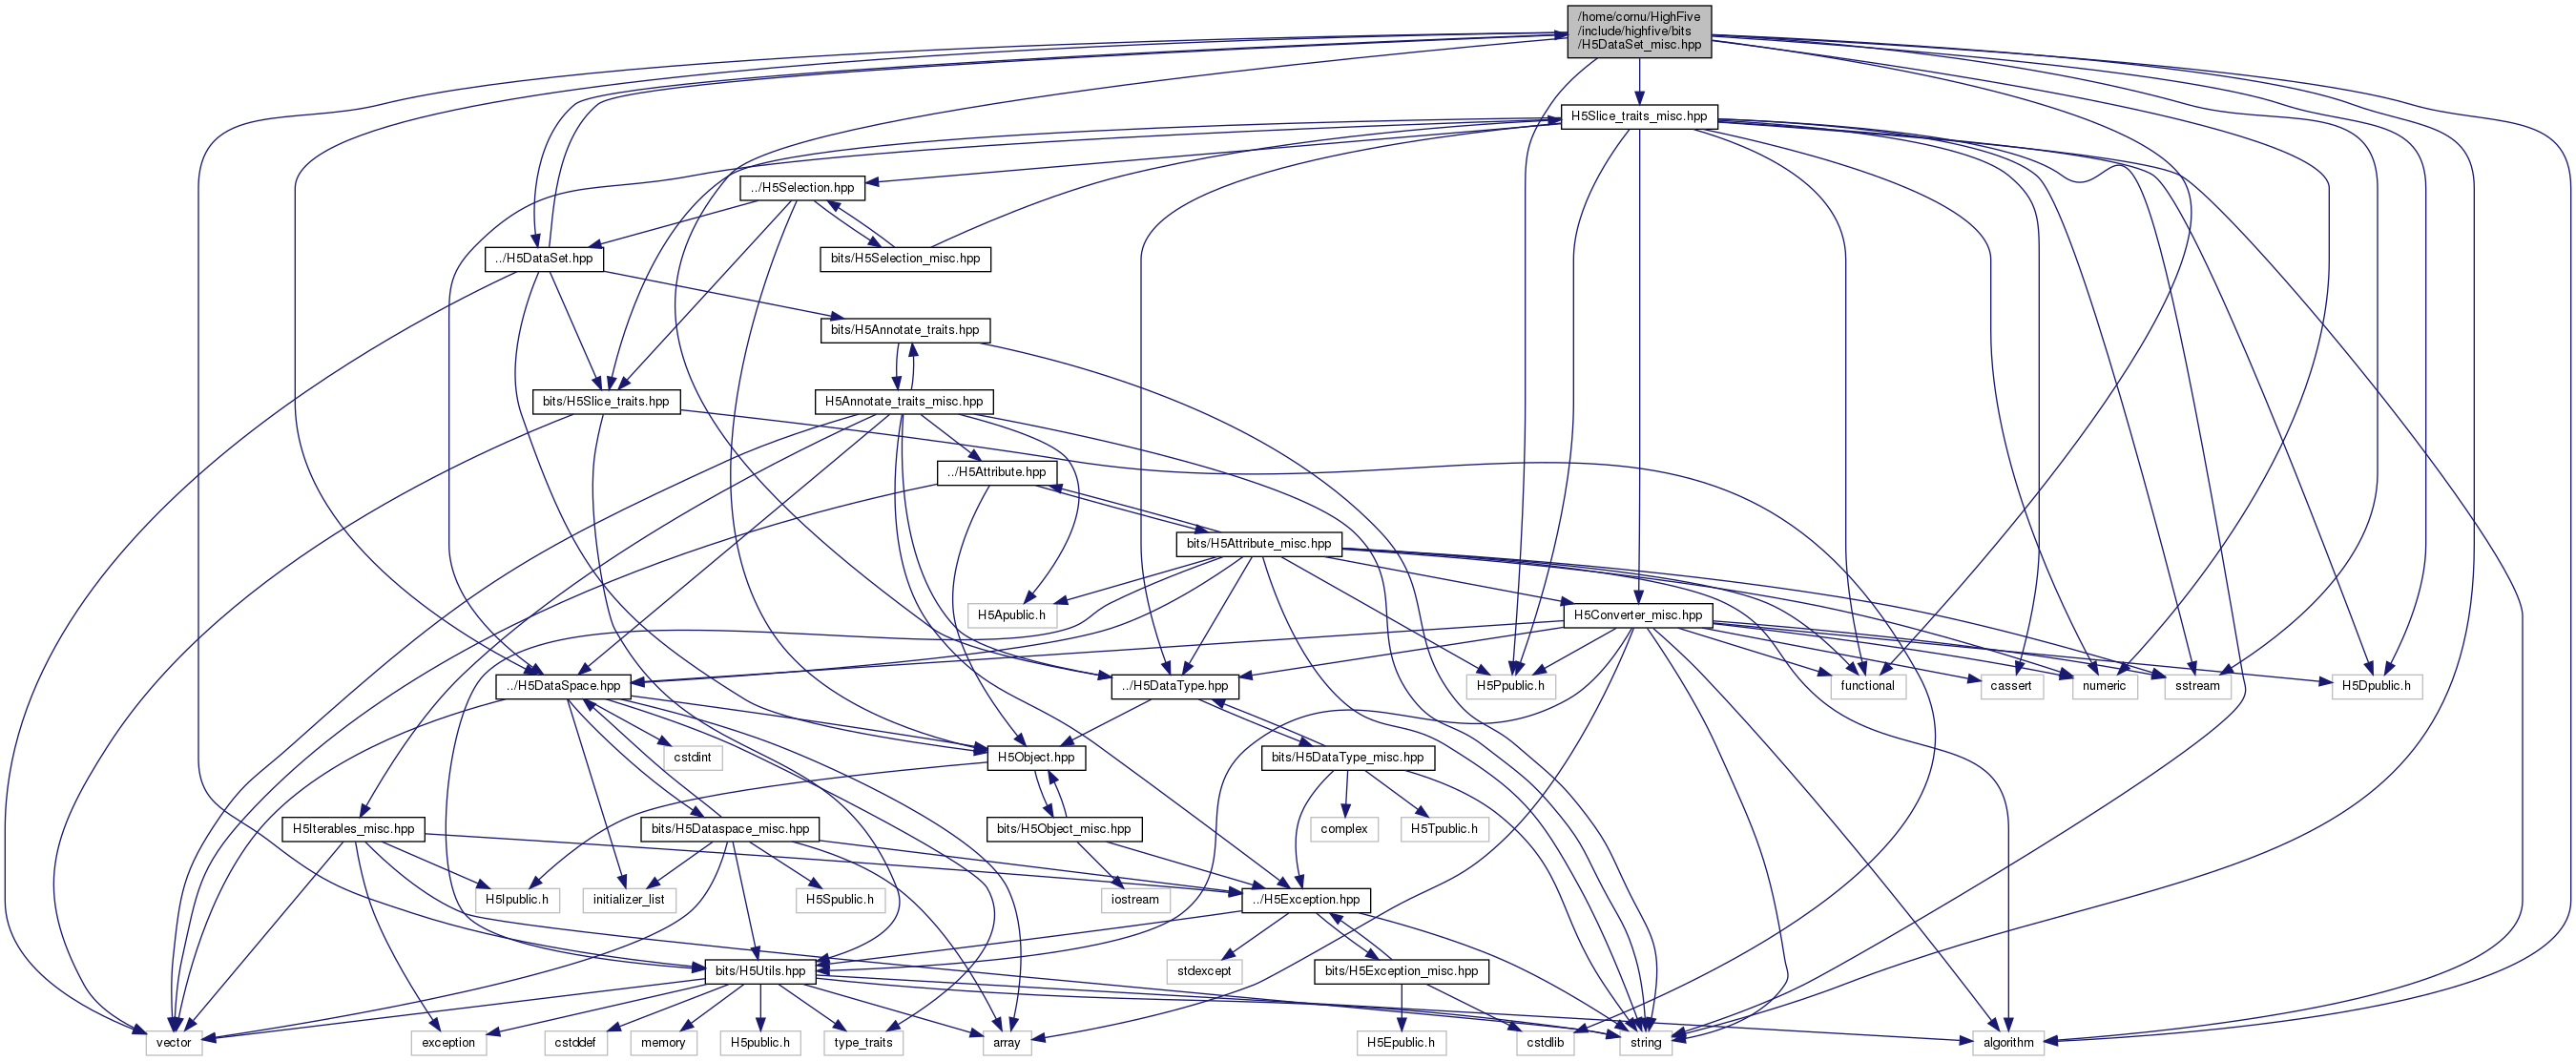 /home/cornu/HighFive
/include/highfive/bits
/H5DataSet_misc.hpp
H5Slice_traits_misc.hpp
../H5Selection.hpp
../H5DataSet.hpp
bits/H5Selection_misc.hpp
bits/H5Annotate_traits.hpp
bits/H5Slice_traits.hpp
H5Annotate_traits_misc.hpp
../H5Attribute.hpp
bits/H5Attribute_misc.hpp
H5Apublic.h
H5Converter_misc.hpp
../H5DataSpace.hpp
../H5DataType.hpp
H5Ppublic.h
functional
cassert
numeric
sstream
H5Dpublic.h
cstdint
H5Object.hpp
bits/H5DataType_misc.hpp
H5Iterables_misc.hpp
bits/H5Dataspace_misc.hpp
bits/H5Object_misc.hpp
complex
H5Tpublic.h
H5Ipublic.h
initializer_list
H5Spublic.h
iostream
../H5Exception.hpp
bits/H5Utils.hpp
stdexcept
bits/H5Exception_misc.hpp
vector
exception
cstddef
memory
H5public.h
type_traits
array
H5Epublic.h
cstdlib
string
algorithm